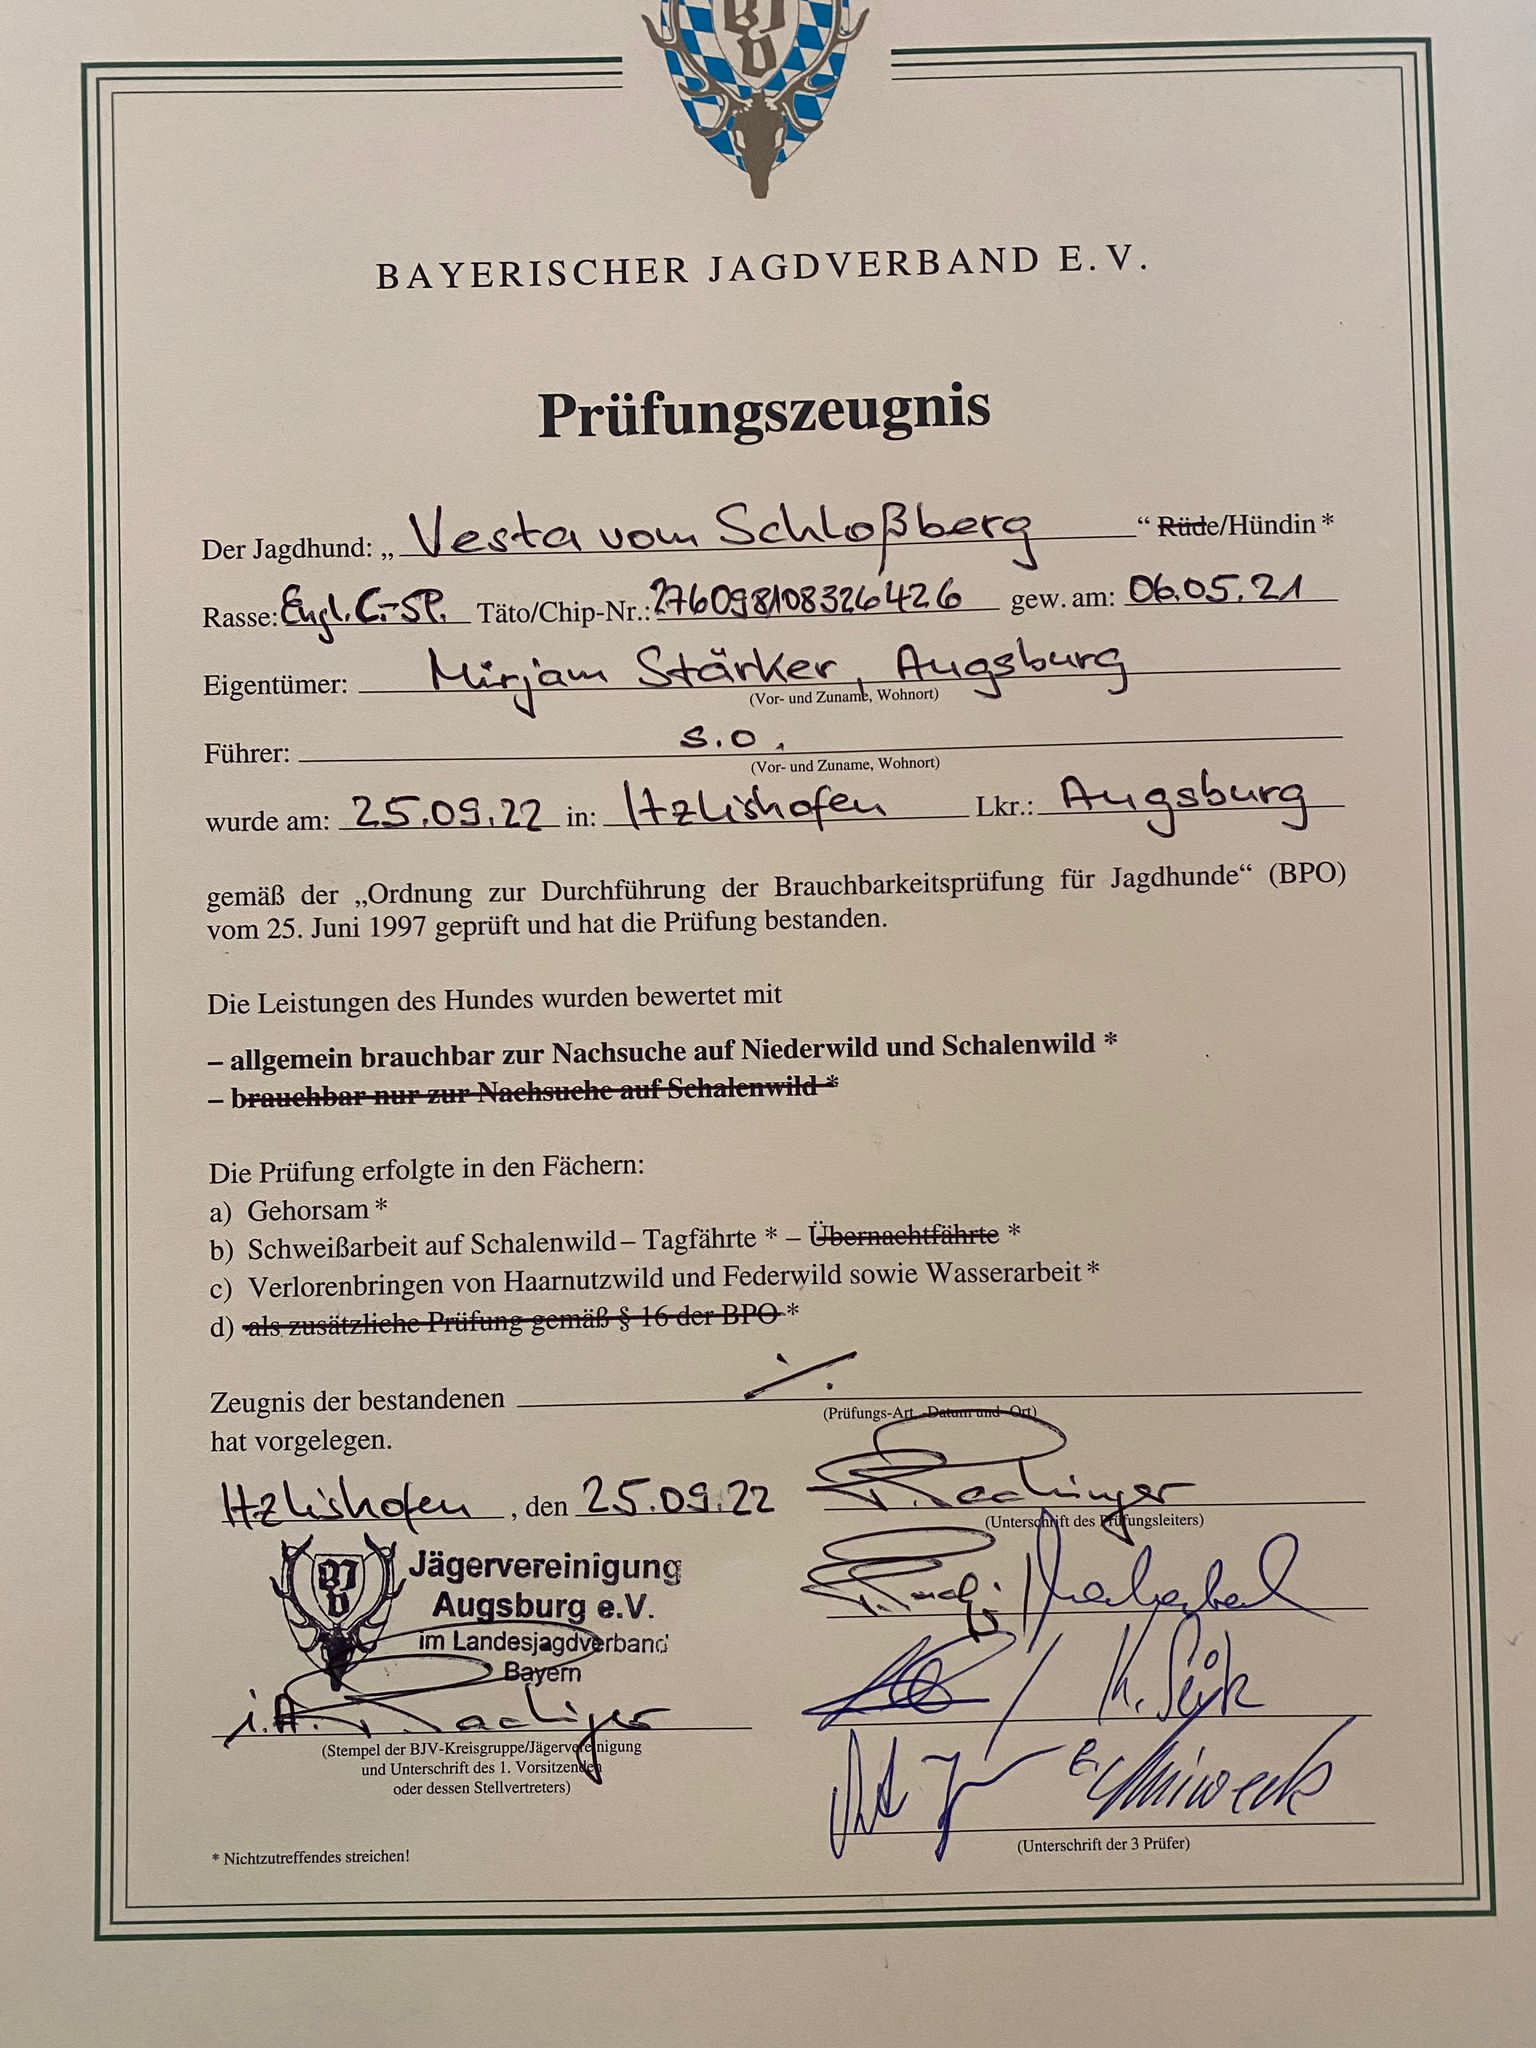 BJV
BAYERISCHER JAGDVERBAND E. V.
Prüfungszeugnis
Der Jagdhund: „ Vesta vom Schloßberg “ Rüde/Hündin *
Rasse: Engl. C.-SP. Täto/Chip-Nr.: 276098108326426 gew. am: 06.05.21
Eigentümer: Mirjam Stärker, Augsburg
(Vor- und Zuname, Wohnort)
Führer: s.o.
(Vor- und Zuname, Wohnort)
wurde am: 25.09.22 in: Itzlishofen Lkr.: Augsburg
gemäß der „Ordnung zur Durchführung der Brauchbarkeitsprüfung für Jagdhunde“ (BPO)
vom 25. Juni 1997 geprüft und hat die Prüfung bestanden.
Die Leistungen des Hundes wurden bewertet mit
– allgemein brauchbar zur Nachsuche auf Niederwild und Schalenwild *
– brauchbar nur zur Nachsuche auf Schalenwild *
Die Prüfung erfolgte in den Fächern:
a) Gehorsam *
b) Schweißarbeit auf Schalenwild – Tagfährte * – Übernachtfährte *
c) Verlorenbringen von Haarnutzwild und Federwild sowie Wasserarbeit *
d) als zusätzliche Prüfung gemäß § 16 der BPO *
Zeugnis der bestandenen ./.
(Prüfungs-Art, -Datum und -Ort)
hat vorgelegen.
Itzlishofen, den 25.09.22
(Unterschrift des Prüfungsleiters)
BJV
Jägervereinigung
Augsburg e.V.
im Landesjagdverband
Bayern
K.
i.A.
E.
(Stempel der BJV-Kreisgruppe/Jägervereinigung
und Unterschrift des 1. Vorsitzenden
oder dessen Stellvertreters)
(Unterschrift der 3 Prüfer)
* Nichtzutreffendes streichen!